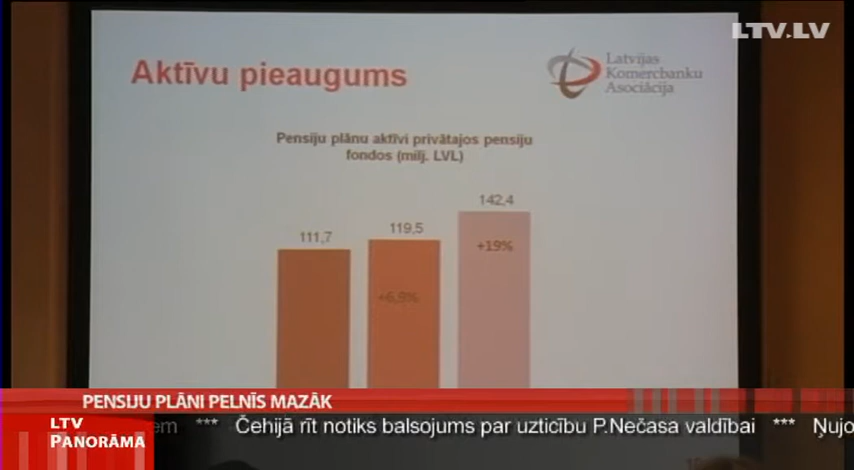 LTV.LV
Aktīvu pieaugums
Latvijas
Komercbanku
Asociācija
Pensiju plānu aktīvi privātajos pensiju
fondos (milj. LVL)
111,7
119,5
142,4
+6,9%
+19%
PENSIJU PLĀNI PELNĪS MAZĀK
LTV
PANORĀMA
em *** Čehijā rīt notiks balsojums par uzticību P.Nečasa valdībai *** Ņujo